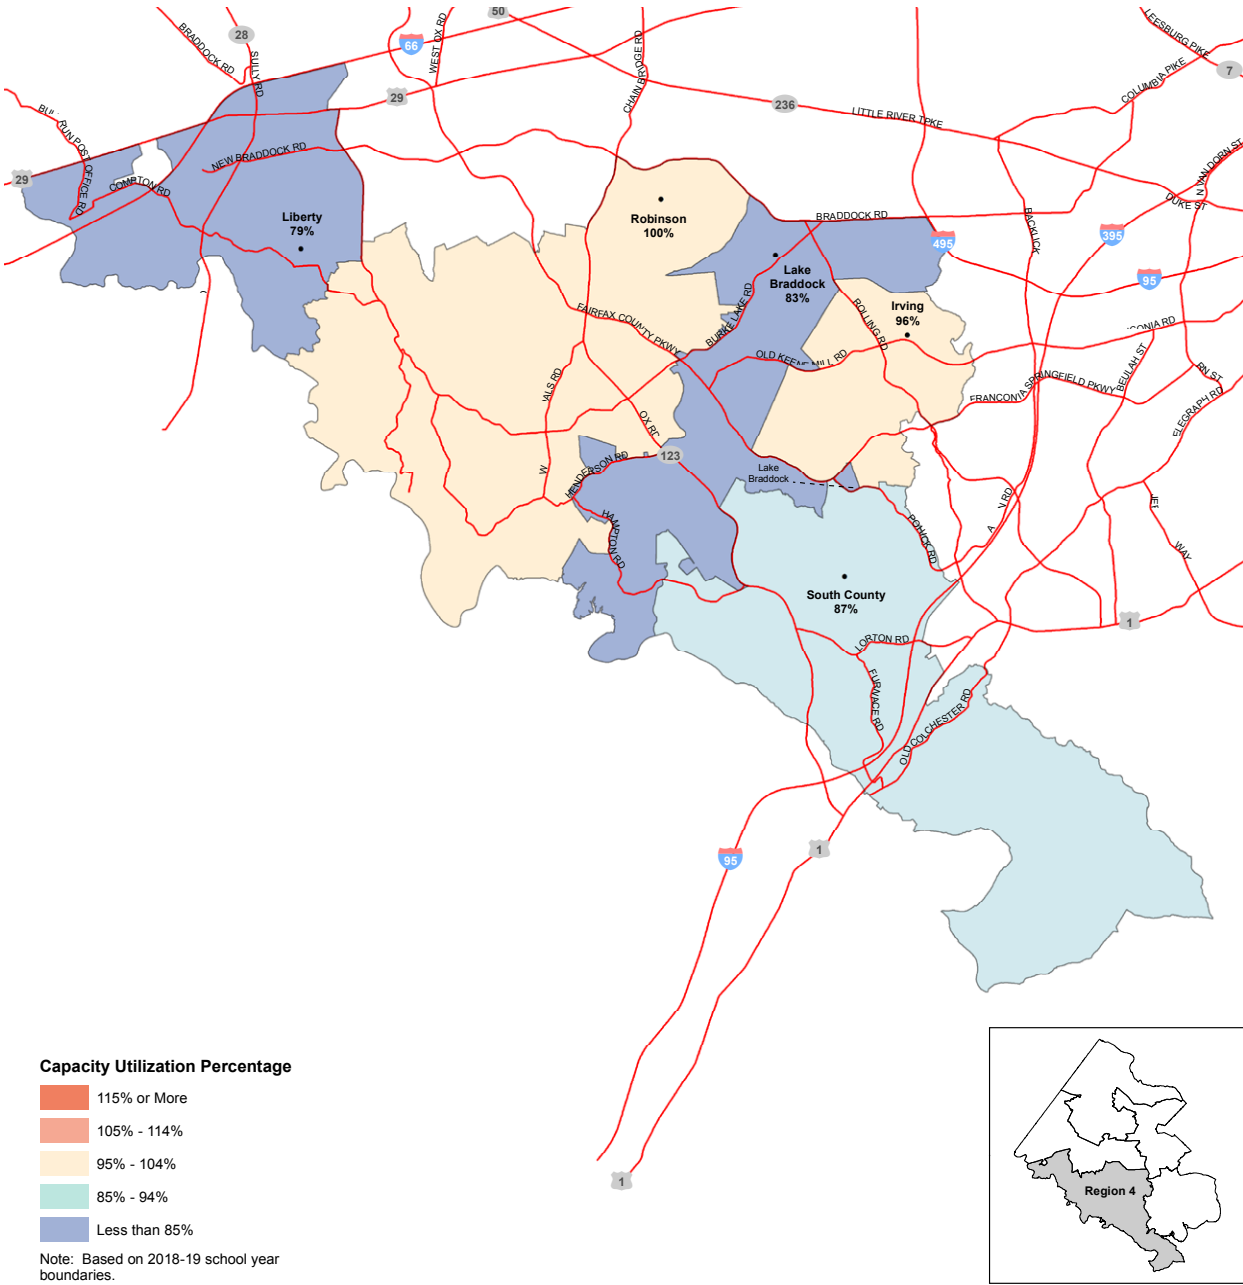 50
28
66
BRADDOCK RD
SULLY RD
WEST OX RD
CHAIN BRIDGE RD
LEESBURG PIKE
7
COLUMBIA PIKE
29
236
LITTLE RIVER TPKE
RUN POST OFFICE RD
NEW BRADDOCK RD
29
COMPTON RD
N VAN DORN ST
DUKE ST
Liberty
79%
Robinson
100%
BRADDOCK RD
BACKLICK
495
395
95
Lake
Braddock
83%
Irving
96%
BURKE LAKE RD
ROLLING RD
FAIRFAX COUNTY PKWY
OLD KEENE MILL RD
BEULAH ST
FRANCONIA SPRINGFIELD PKWY
OX RD
123
HENDERSON RD
HAMPTON RD
Lake
Braddock
POHICK RD
WAY
South County
87%
1
LORTON RD
FURNACE RD
OLD COLCHESTER RD
95
1
1
Capacity Utilization Percentage
115% or More
105% - 114%
95% - 104%
85% - 94%
Less than 85%
Note: Based on 2018-19 school year
boundaries.
Region 4